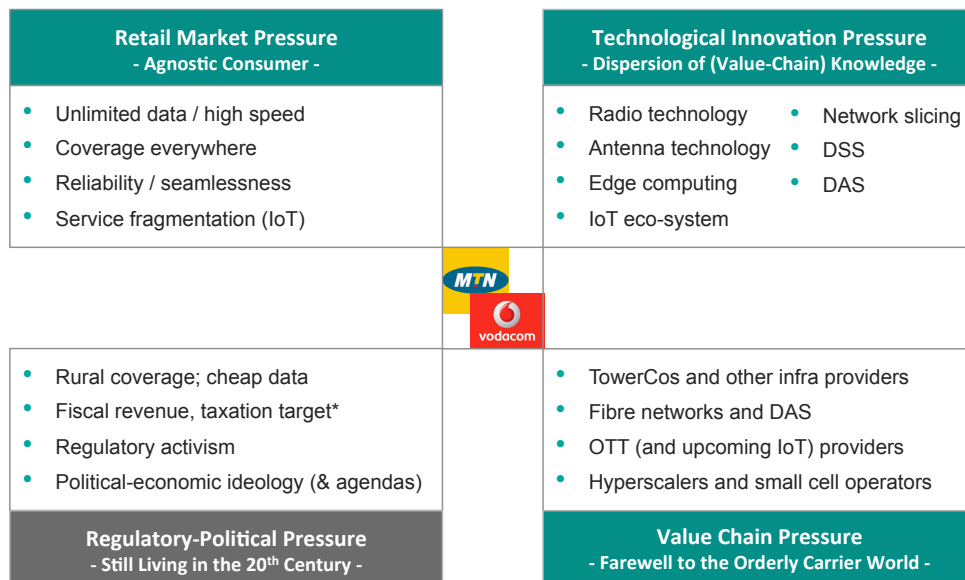 Retail Market Pressure
- Agnostic Consumer -
• Unlimited data / high speed
• Coverage everywhere
• Reliability / seamlessness
• Service fragmentation (IoT)
Technological Innovation Pressure
- Dispersion of (Value-Chain) Knowledge -
• Radio technology
• Antenna technology
• Edge computing
• IoT eco-system
• Network slicing
• DSS
• DAS
MTN
vodacom
• Rural coverage; cheap data
• Fiscal revenue, taxation target*
• Regulatory activism
• Political-economic ideology (& agendas)
Regulatory-Political Pressure
- Still Living in the 20th Century -
• TowerCos and other infra providers
• Fibre networks and DAS
• OTT (and upcoming IoT) providers
• Hyperscalers and small cell operators
Value Chain Pressure
- Farewell to the Orderly Carrier World -